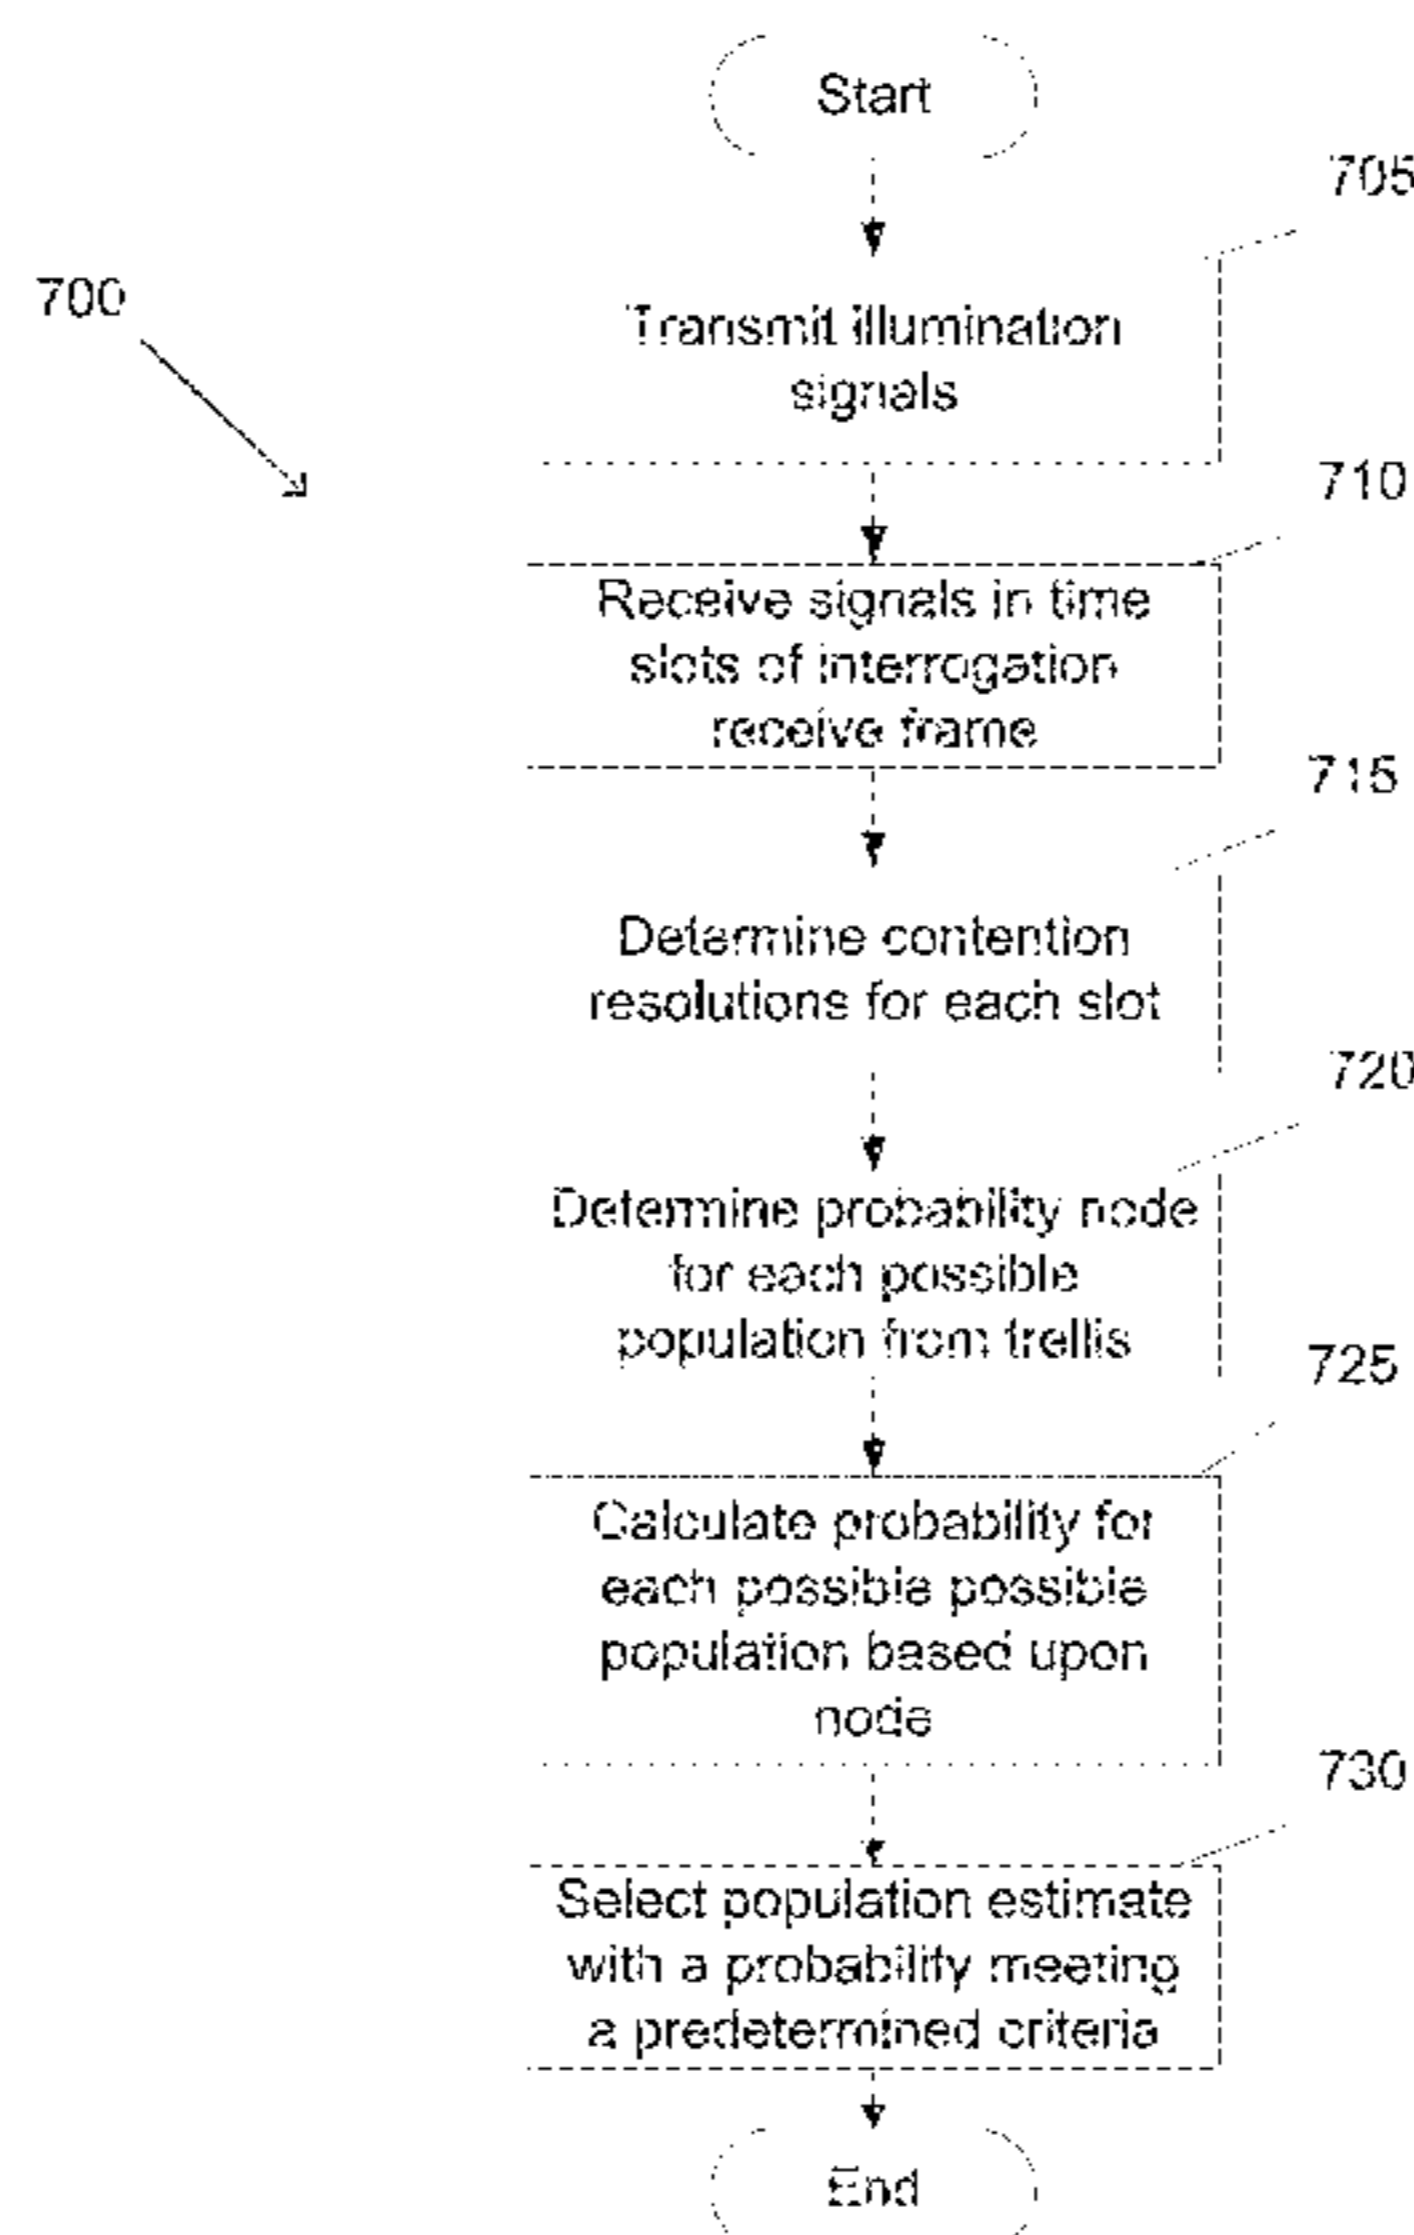 Start
705
700
Transmit illumination
signals
710
Receive signals in time
slots of interrogation
receive frame
715
Determine contention
resolutions for each slot
720
Determine probability node
for each possible
population from trellis
725
Calculate probability for
each possible possible
population based upon
node
730
Select population estimate
with a probability meeting
a predetermined criteria
End